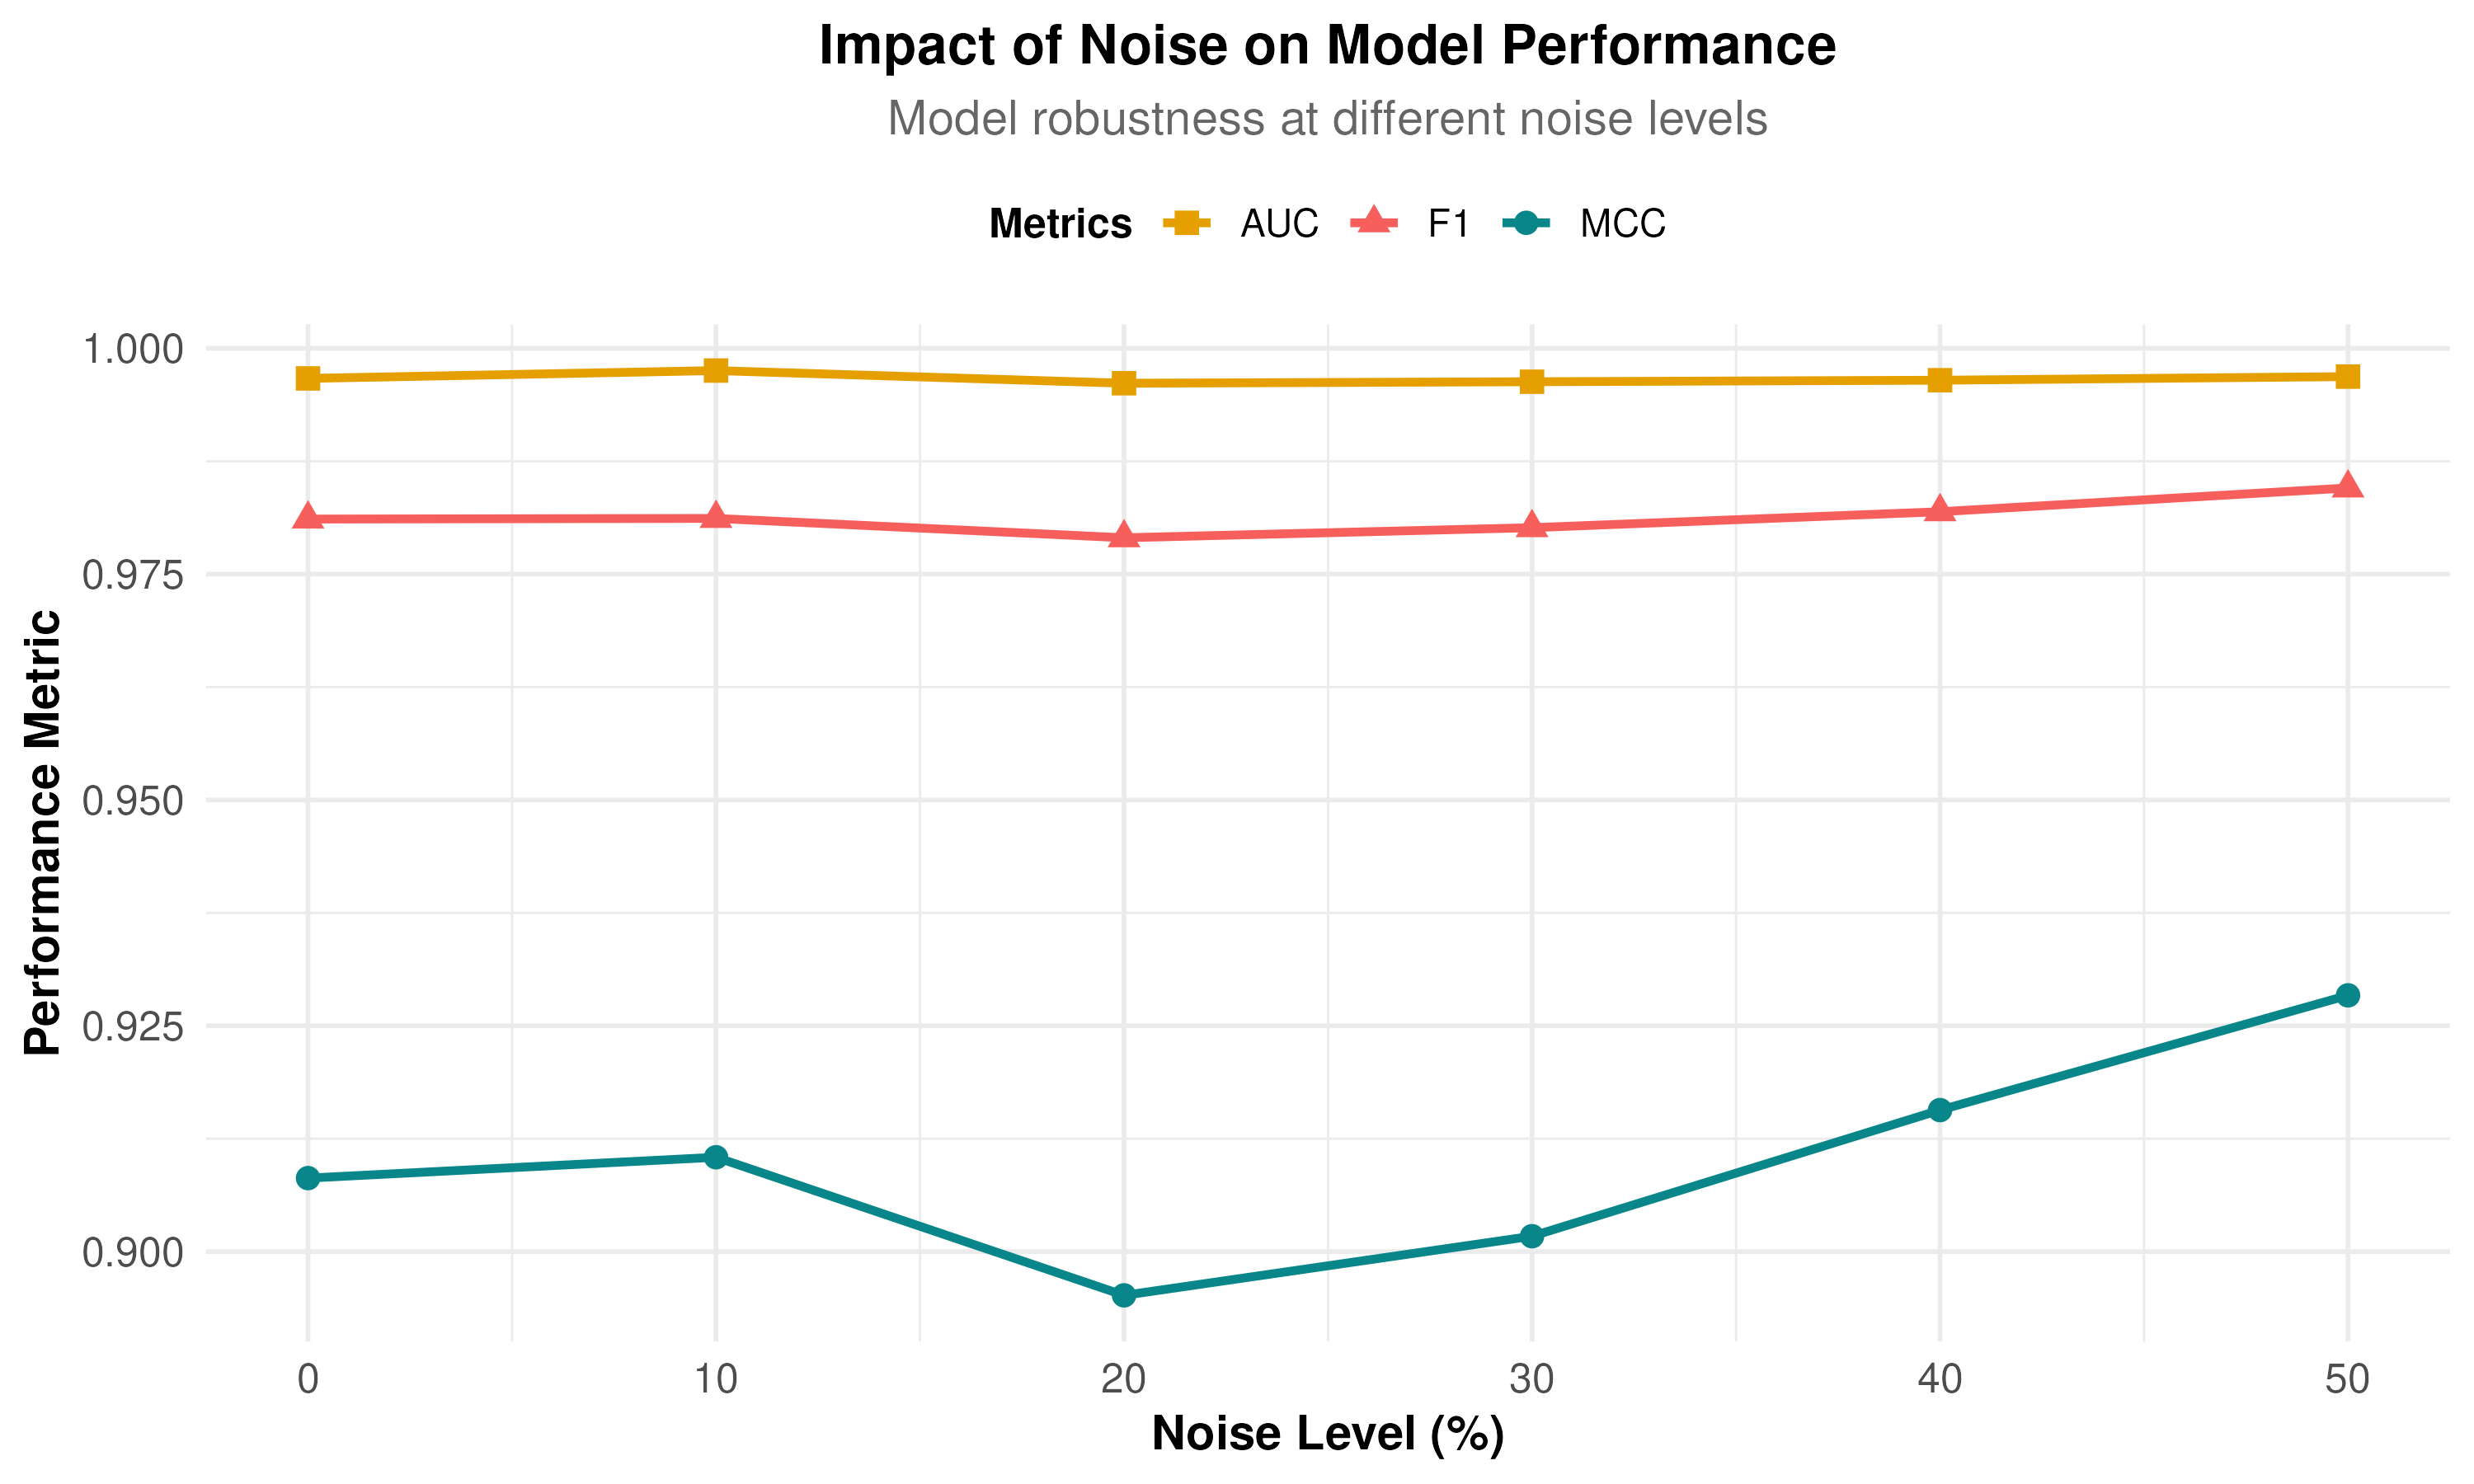 Impact of Noise on Model Performance
Model robustness at different noise levels
Metrics AUC F1 MCC
1.000
0.975
0.950
0.925
0.900
Performance Metric
0 10 20 30 40 50
Noise Level (%)